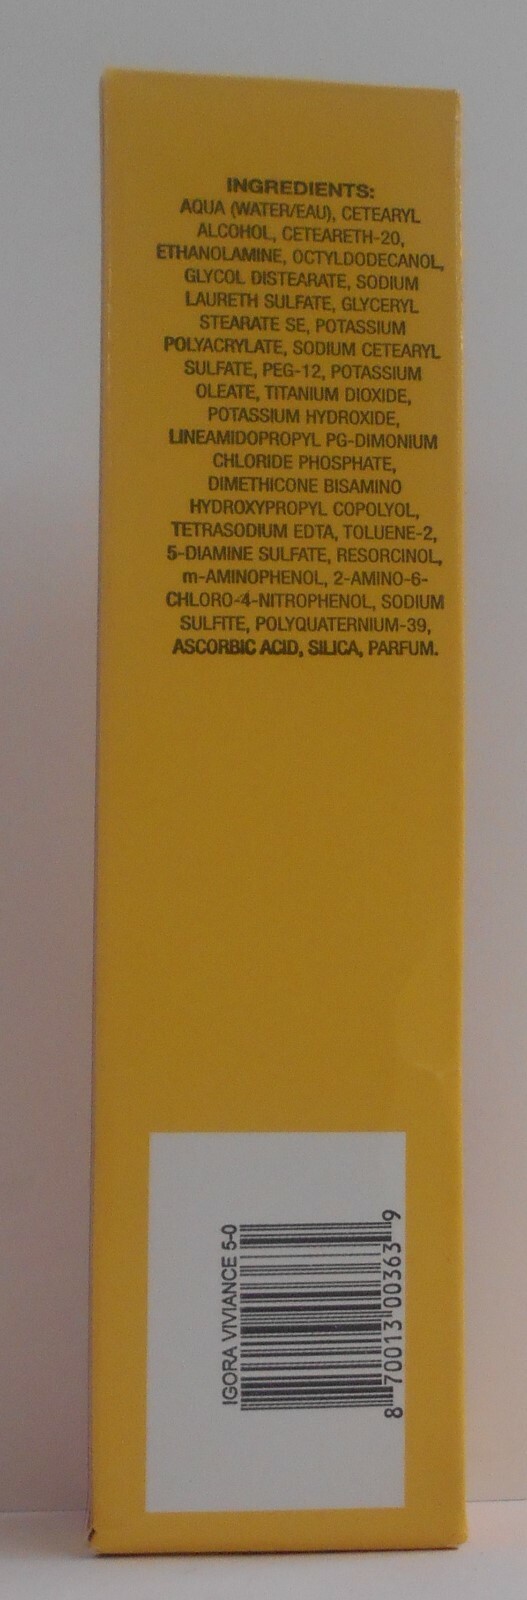 INGREDIENTS:
AQUA (WATER/EAU), CETEARYL
ALCOHOL, CETEARETH-20,
ETHANOLAMINE, OCTYLDODECANOL,
GLYCOL DISTEARATE, SODIUM
LAURETH SULFATE, GLYCERYL
STEARATE SE, POTASSIUM
POLYACRYLATE, SODIUM CETEARYL
SULFATE, PEG-12, POTASSIUM
OLEATE, TITANIUM DIOXIDE,
POTASSIUM HYDROXIDE,
LINEAMIDOPROPYL PG-DIMONIUM
CHLORIDE PHOSPHATE,
DIMETHICONE BISAMINO
HYDROXYPROPYL COPOLYOL,
TETRASODIUM EDTA, TOLUENE-2,
5-DIAMINE SULFATE, RESORCINOL,
m-AMINOPHENOL, 2-AMINO-6-
CHLORO-4-NITROPHENOL, SODIUM
SULFITE, POLYQUATERNIUM-39,
ASCORBIC ACID, SILICA, PARFUM.
IGORA VIVIANCE 5-0
8 70013 00363 9